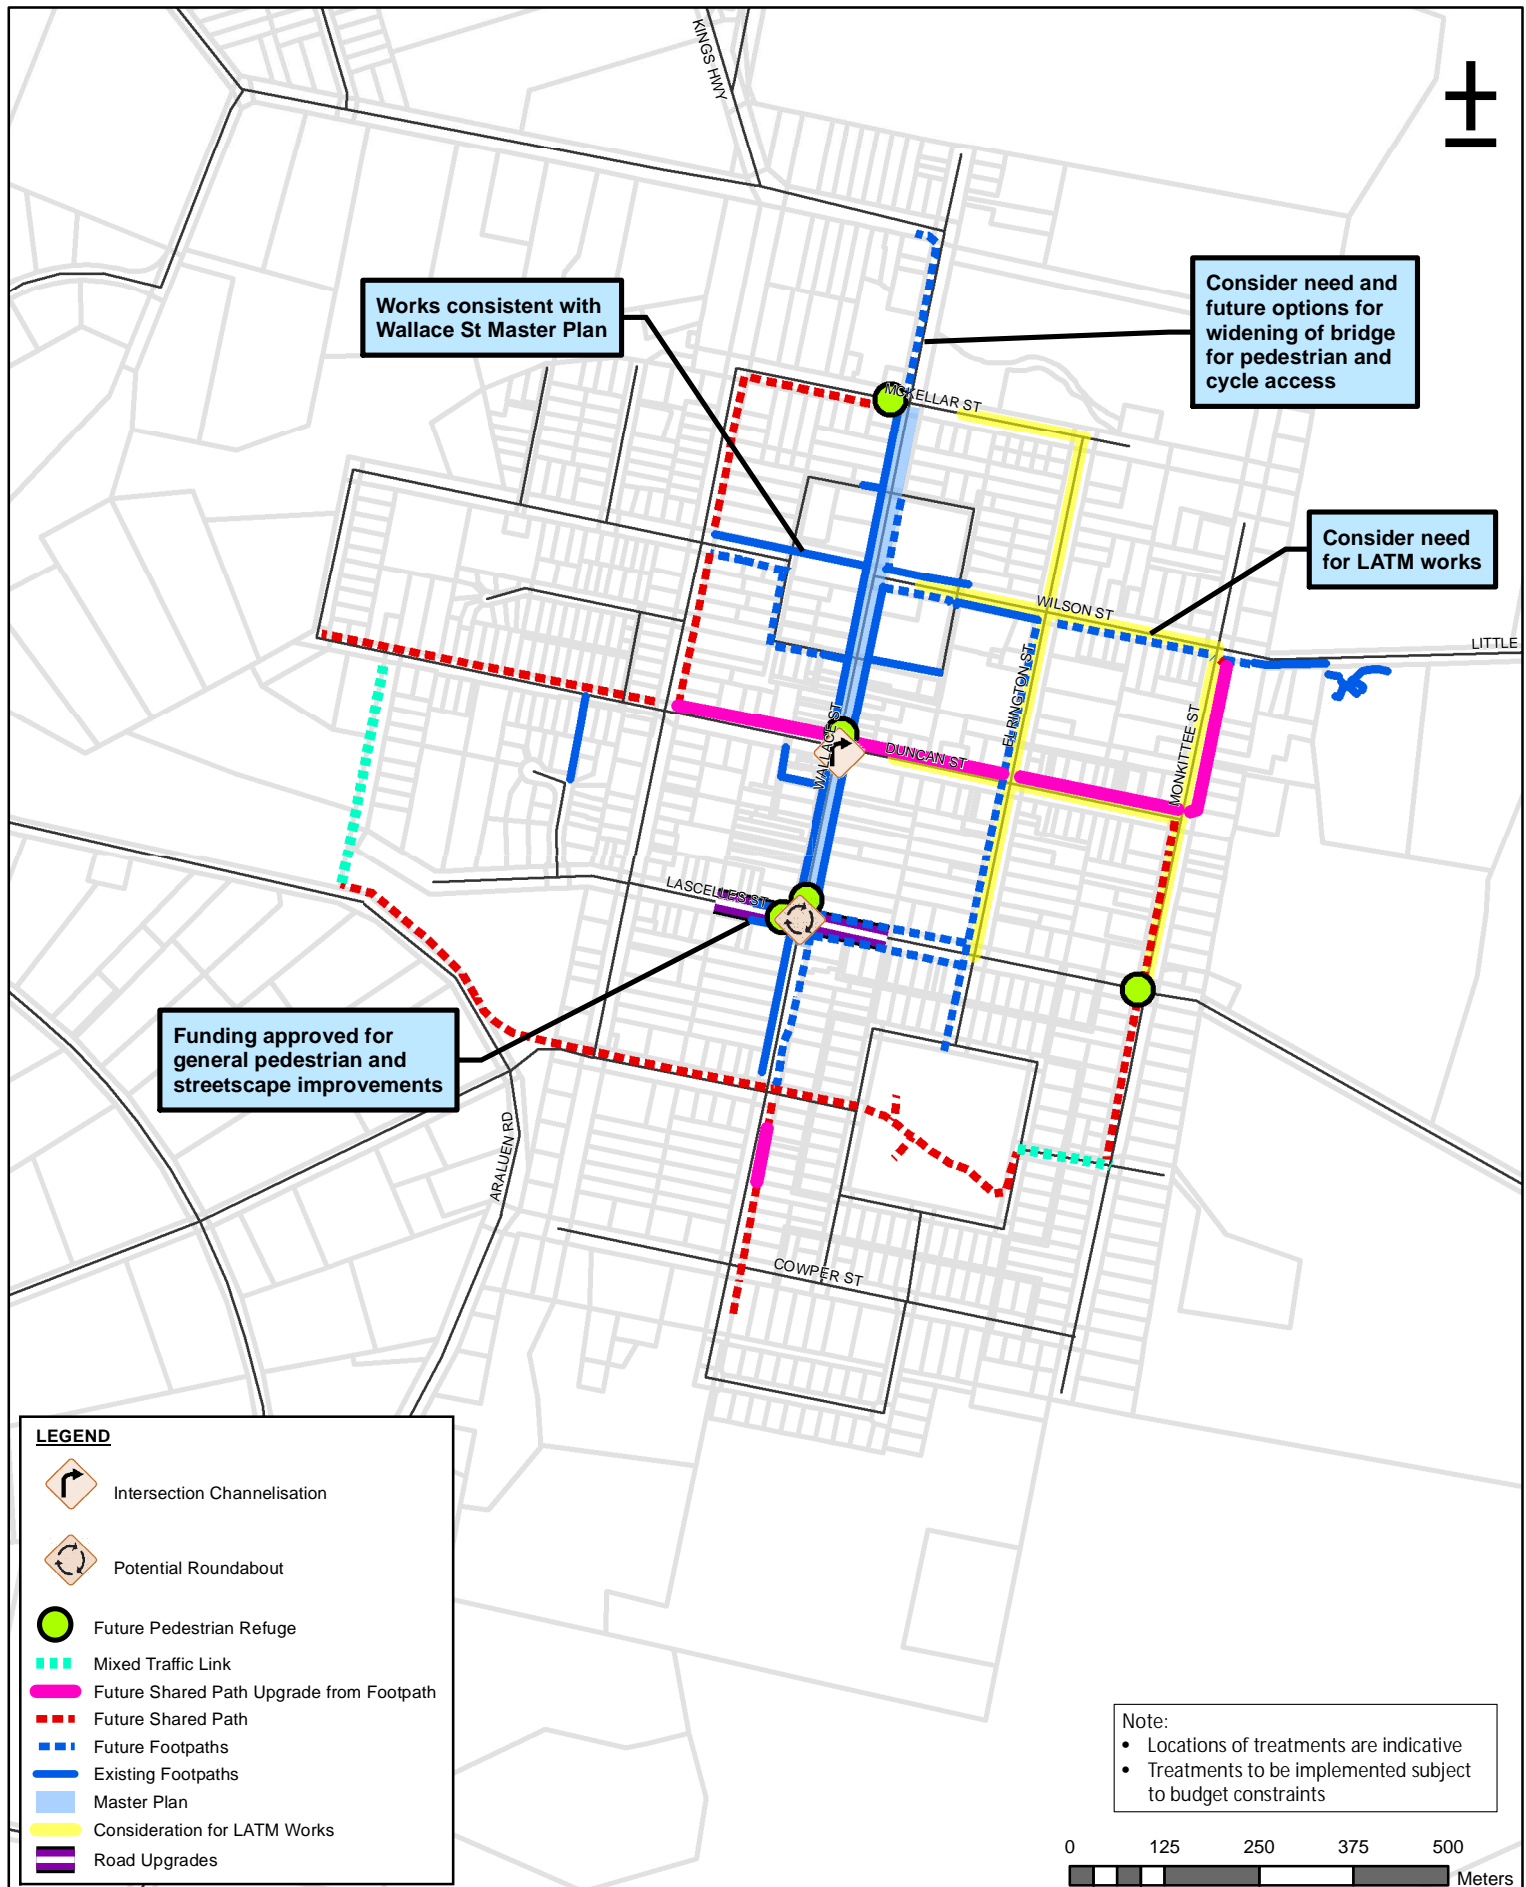 KINGS HWY
Works consistent with
Wallace St Master Plan
Consider need and
future options for
widening of bridge
for pedestrian and
cycle access
MCKELLAR ST
Consider need
for LATM works
WILSON ST
LITTLE
ELRINGTON ST
MONKITTEE ST
WALLACE ST
DUNCAN ST
LASCELLES ST
Funding approved for
general pedestrian and
streetscape improvements
ARALUEN RD
COWPER ST
LEGEND
Intersection Channelisation
Potential Roundabout
Future Pedestrian Refuge
Mixed Traffic Link
Future Shared Path Upgrade from Footpath
Future Shared Path
Future Footpaths
Existing Footpaths
Master Plan
Consideration for LATM Works
Road Upgrades
Note:
• Locations of treatments are indicative
• Treatments to be implemented subject
to budget constraints
0 125 250 375 500
Meters